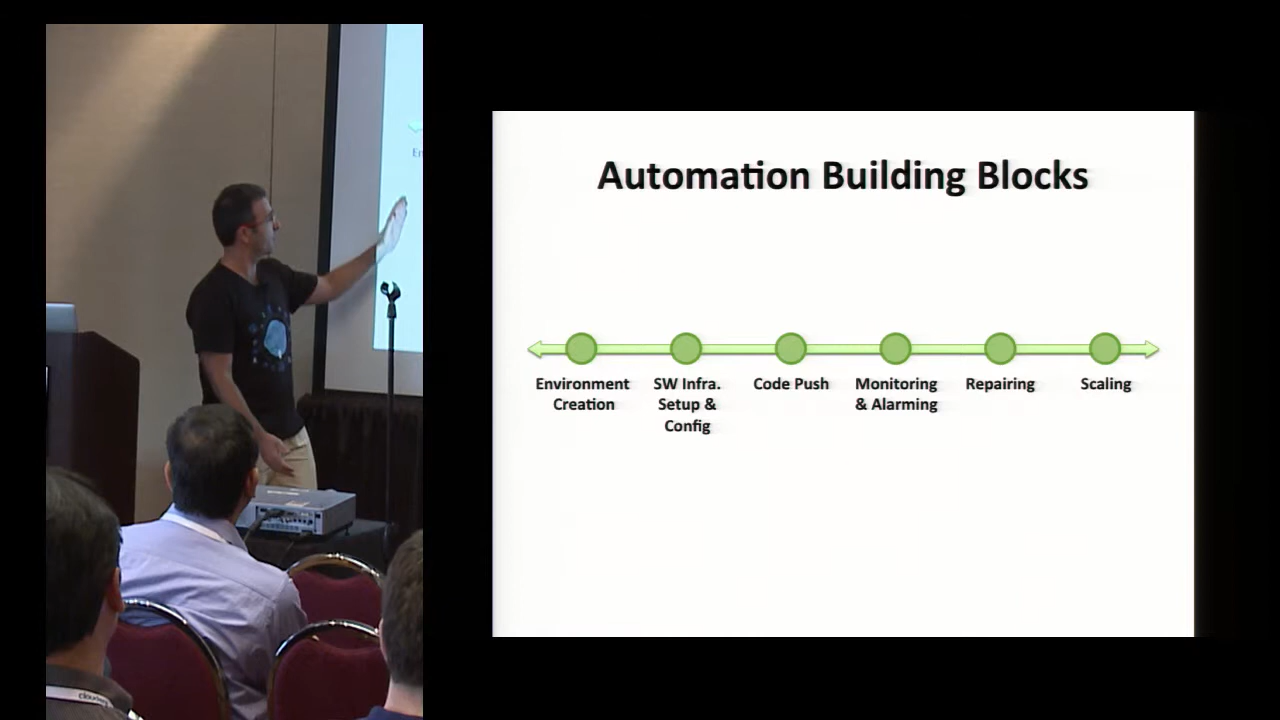 Automation Building Blocks
Environment
Creation
SW Infra.
Setup &
Config
Code Push
Monitoring
& Alarming
Repairing
Scaling